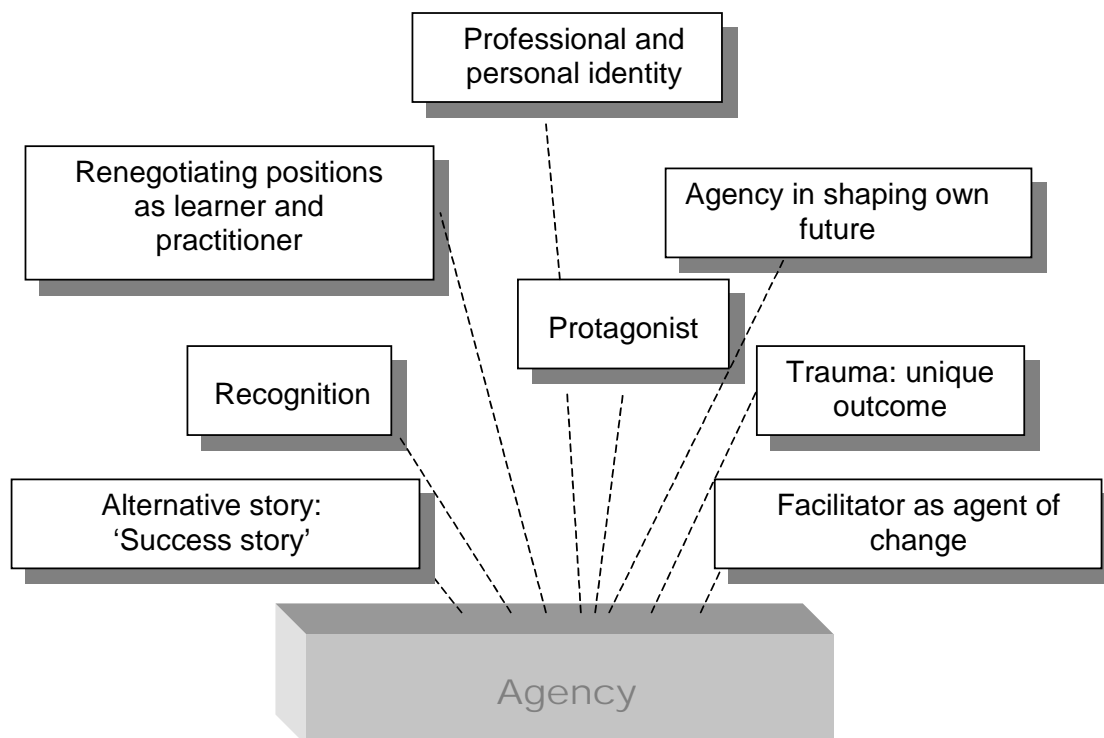 Professional and
personal identity
Renegotiating positions
as learner and
practitioner
Agency in shaping own
future
Protagonist
Recognition
Trauma: unique
outcome
Alternative story:
‘Success story’
Facilitator as agent of
change
Agency